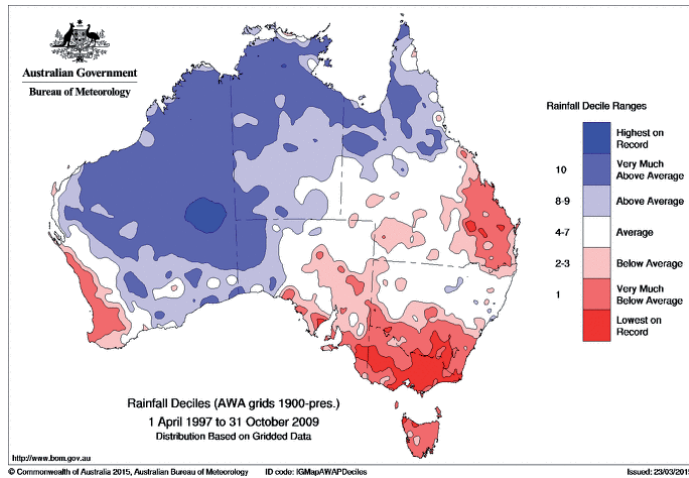 Australian Government
Bureau of Meteorology
Rainfall Decile Ranges
Highest on
Record
10
Very Much
Above Average
8-9
Above Average
4-7
Average
2-3
Below Average
1
Very Much
Below Average
Lowest on
Record
Rainfall Deciles (AWA grids 1900-pres.)
1 April 1997 to 31 October 2009
Distribution Based on Gridded Data
http://www.bom.gov.au
© Commonwealth of Australia 2015, Australian Bureau of Meteorology
ID code: IGMapAWAPDeciles
Issued: 23/03/2015